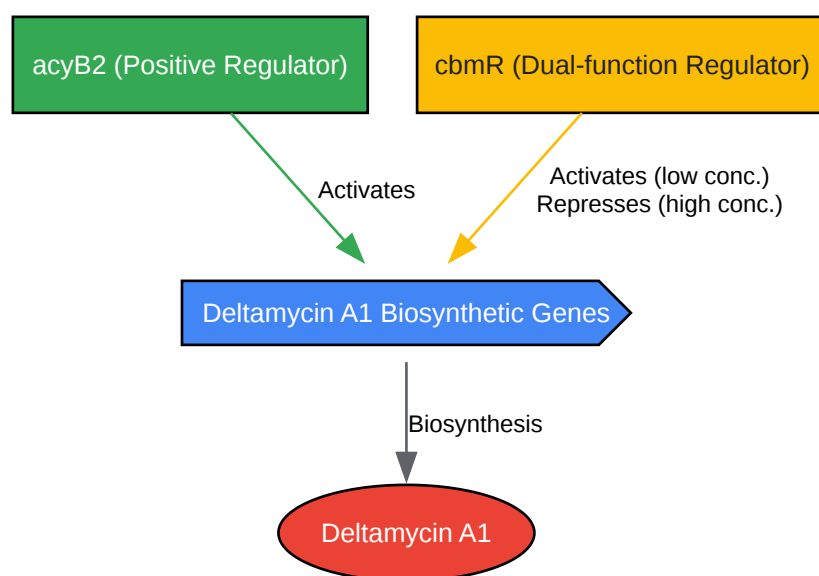 acyB2 (Positive Regulator)
cbmR (Dual-function Regulator)
Activates
Activates (low conc.)
Represses (high conc.)
Deltamycin A1 Biosynthetic Genes
Biosynthesis
Deltamycin A1